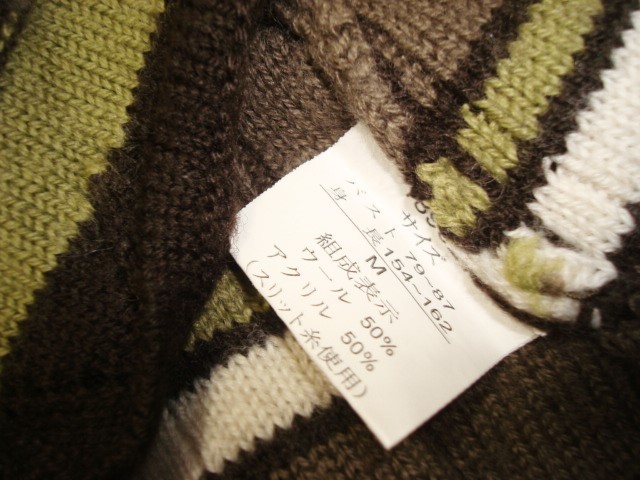 サイズ
バスト 79~87
身 長 154~162
M
組成表示
ウール 50%
アクリル 50%
(スリット糸使用)